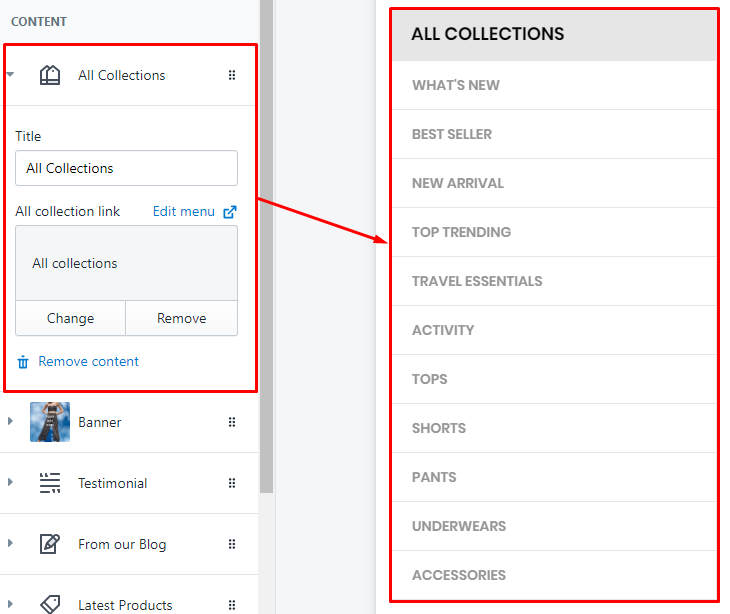 CONTENT
All Collections
Title
All Collections
All collection link Edit menu
All collections
Change Remove
Remove content
Banner
Testimonial
From our Blog
Latest Products
ALL COLLECTIONS
WHAT'S NEW
BEST SELLER
NEW ARRIVAL
TOP TRENDING
TRAVEL ESSENTIALS
ACTIVITY
TOPS
SHORTS
PANTS
UNDERWEARS
ACCESSORIES